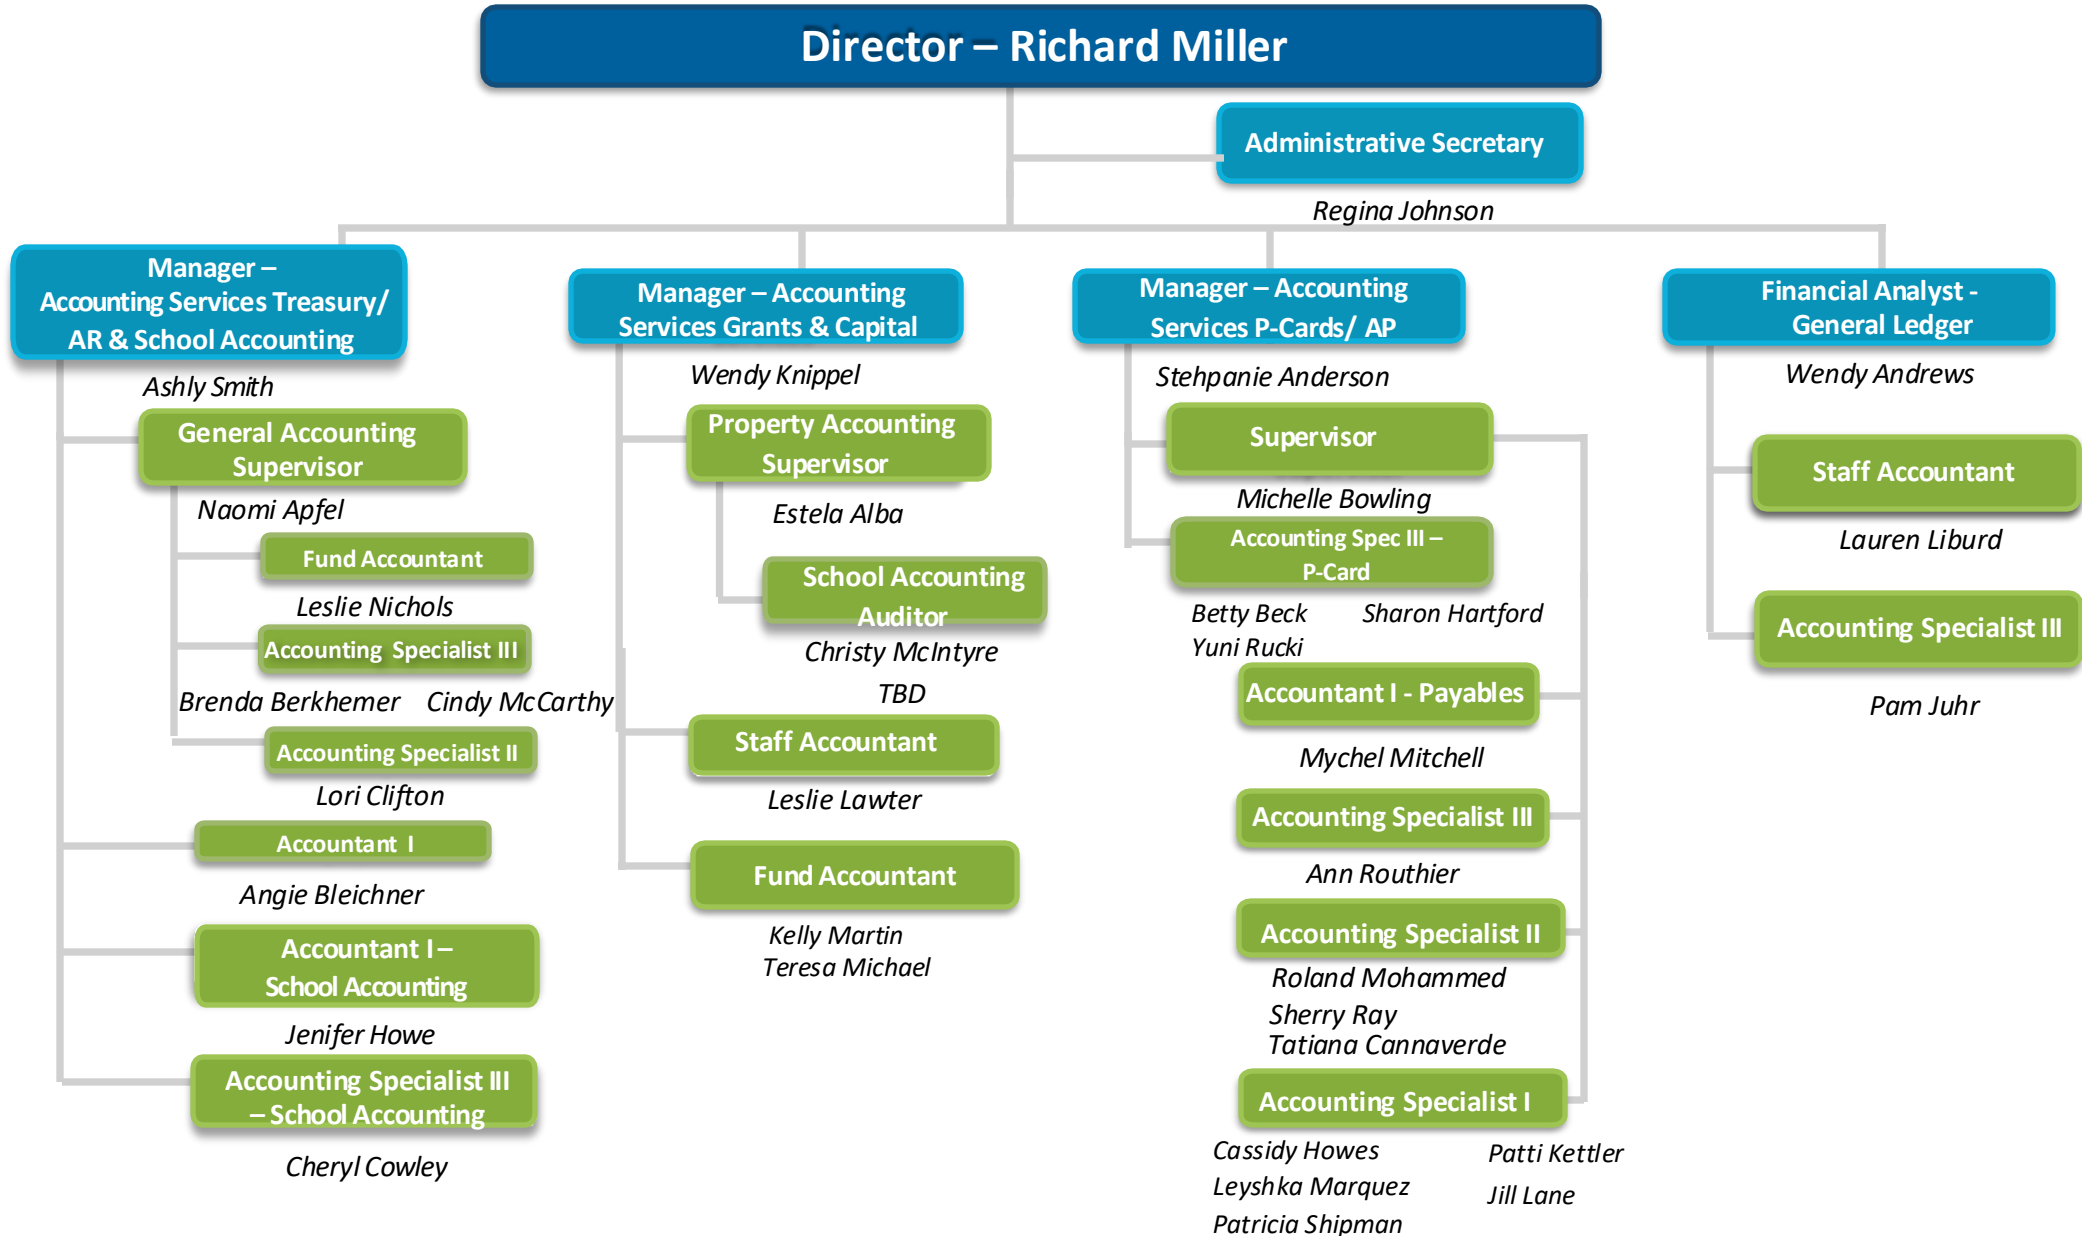 Director – Richard Miller
Administrative Secretary
Regina Johnson
Manager –
Accounting Services Treasury/
AR & School Accounting
Ashly Smith
General Accounting
Supervisor
Naomi Apfel
Fund Accountant
Leslie Nichols
Accounting Specialist III
Brenda Berkhemer Cindy McCarthy
Accounting Specialist II
Lori Clifton
Accountant I
Angie Bleichner
Accountant I –
School Accounting
Jenifer Howe
Accounting Specialist III
– School Accounting
Cheryl Cowley
Manager – Accounting
Services Grants & Capital
Wendy Knippel
Property Accounting
Supervisor
Estela Alba
School Accounting
Auditor
Christy McIntyre
TBD
Staff Accountant
Leslie Lawter
Fund Accountant
Kelly Martin
Teresa Michael
Manager – Accounting
Services P-Cards/ AP
Stehpanie Anderson
Supervisor
Michelle Bowling
Accounting Spec III –
P-Card
Betty Beck Sharon Hartford
Yuni Rucki
Accountant I - Payables
Mychel Mitchell
Accounting Specialist III
Ann Routhier
Accounting Specialist II
Roland Mohammed
Sherry Ray
Tatiana Cannaverde
Accounting Specialist I
Cassidy Howes Patti Kettler
Leyshka Marquez Jill Lane
Patricia Shipman
Financial Analyst -
General Ledger
Wendy Andrews
Staff Accountant
Lauren Liburd
Accounting Specialist III
Pam Juhr